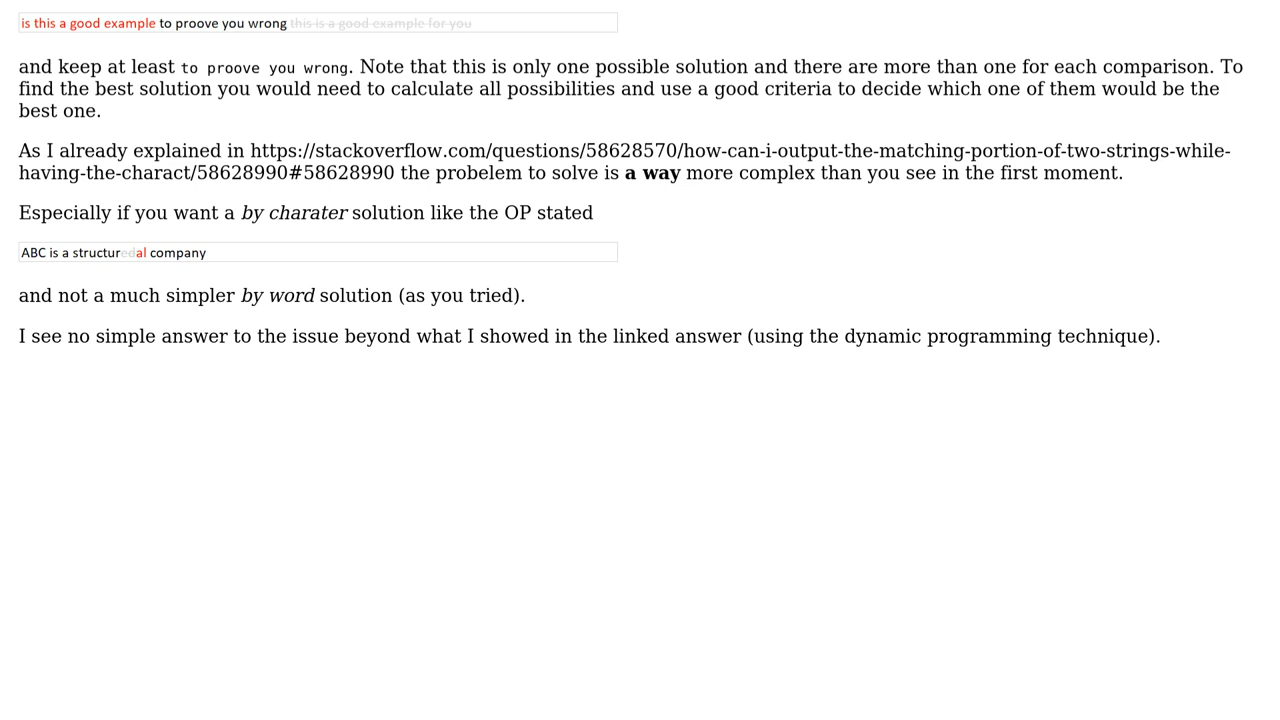 is this a good example to proove you wrong this is a good example for you
and keep at least to proove you wrong. Note that this is only one possible solution and there are more than one for each comparison. To
find the best solution you would need to calculate all possibilities and use a good criteria to decide which one of them would be the
best one.
As I already explained in https://stackoverflow.com/questions/58628570/how-can-i-output-the-matching-portion-of-two-strings-while-
having-the-charact/58628990#58628990 the probelem to solve is a way more complex than you see in the first moment.
Especially if you want a by charater solution like the OP stated
ABC is a structuredal company
and not a much simpler by word solution (as you tried).
I see no simple answer to the issue beyond what I showed in the linked answer (using the dynamic programming technique).